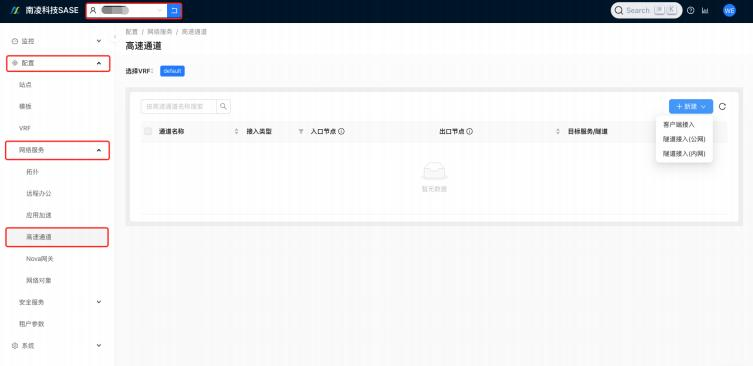 南凌科技SASE
Search ⌘ K
WE
监控
配置
站点
模板
VRF
网络服务
拓扑
远程办公
应用加速
高速通道
Nova网关
网络对象
安全服务
租户参数
系统
配置 / 网络服务 / 高速通道
高速通道
选择VRF： default
按高速通道名称搜索
+ 新建
客户端接入
隧道接入(公网)
隧道接入(内网)
通道名称 接入类型 入口节点 出口节点 目标服务/隧道
暂无数据